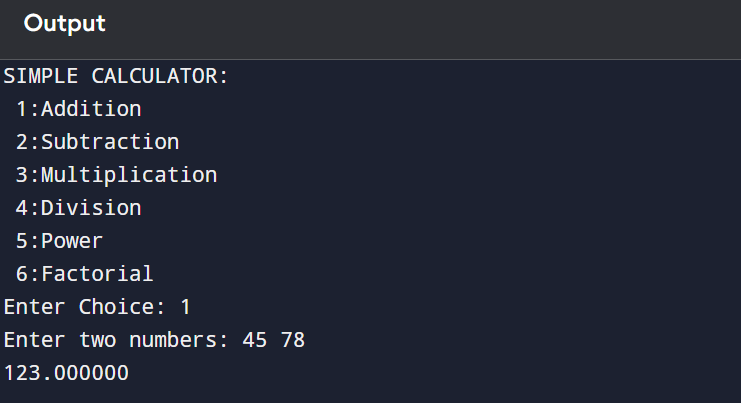 Output
SIMPLE CALCULATOR:
1:Addition
2:Subtraction
3:Multiplication
4:Division
5:Power
6:Factorial
Enter Choice: 1
Enter two numbers: 45 78
123.000000